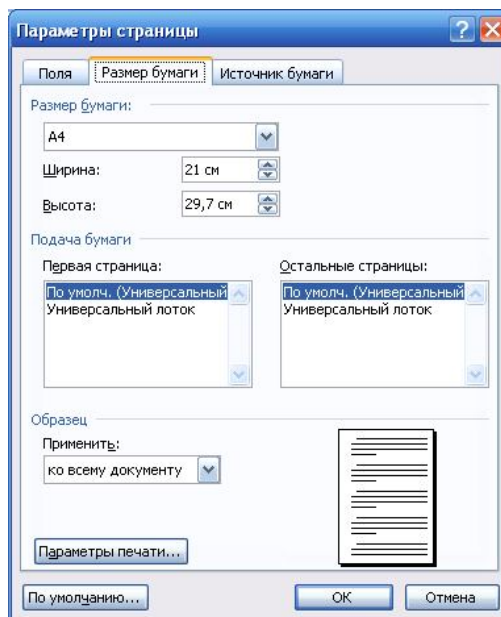 Параметры страницы
Поля Размер бумаги Источник бумаги
Размер бумаги:
A4
Ширина: 21 см
Высота: 29,7 см
Подача бумаги
Первая страница: Остальные страницы:
По умолч. (Универсальный По умолч. (Универсальный
Универсальный лоток Универсальный лоток
Образец
Применить:
ко всему документу
Параметры печати...
По умолчанию... ОК Отмена